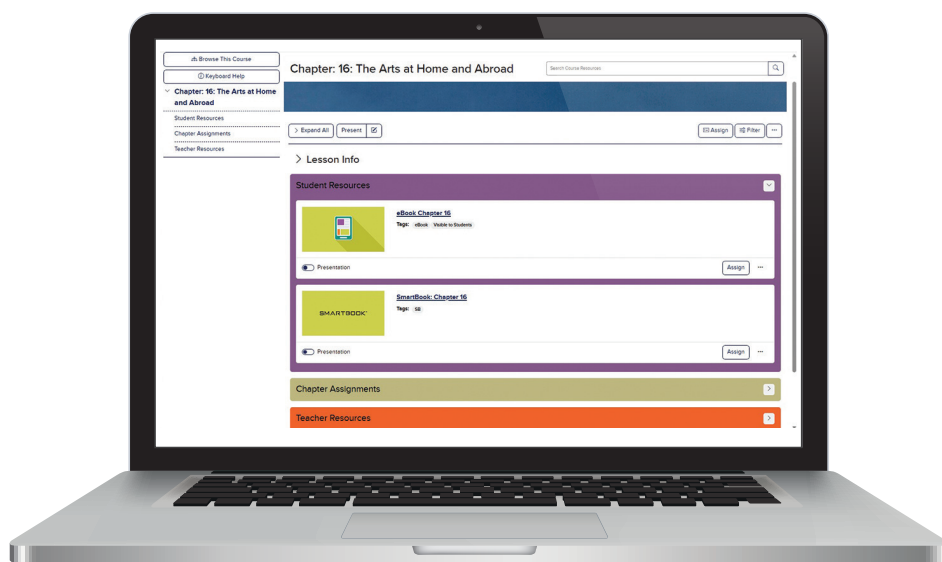 Browse This Course
Keyboard Help
Chapter: 16: The Arts at Home
and Abroad
Student Resources
Chapter Assignments
Teacher Resources
Chapter: 16: The Arts at Home and Abroad
Search Course Resources
Expand All
Present
Assign
Filter
Lesson Info
Student Resources
eBook Chapter 16
Tags: eBook Visible to Students
Presentation
Assign
SMARTBOOK
SmartBook: Chapter 16
Tags: SB
Presentation
Assign
Chapter Assignments
Teacher Resources